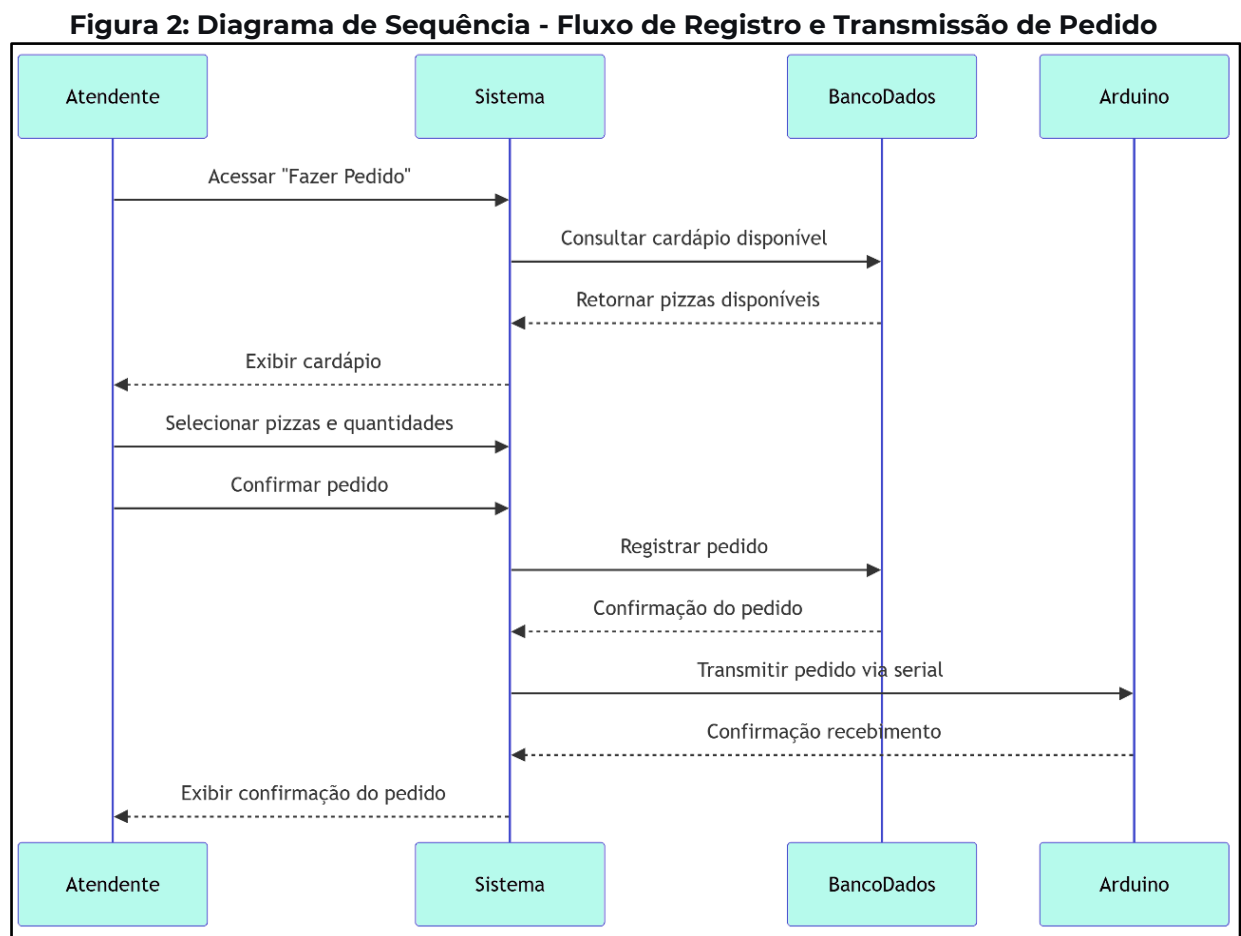 Figura 2: Diagrama de Sequência - Fluxo de Registro e Transmissão de Pedido
Atendente
Sistema
BancoDados
Arduino
Acessar "Fazer Pedido"
Consultar cardápio disponível
Retornar pizzas disponíveis
Exibir cardápio
Selecionar pizzas e quantidades
Confirmar pedido
Registrar pedido
Confirmação do pedido
Transmitir pedido via serial
Confirmação recebimento
Exibir confirmação do pedido
Atendente
Sistema
BancoDados
Arduino